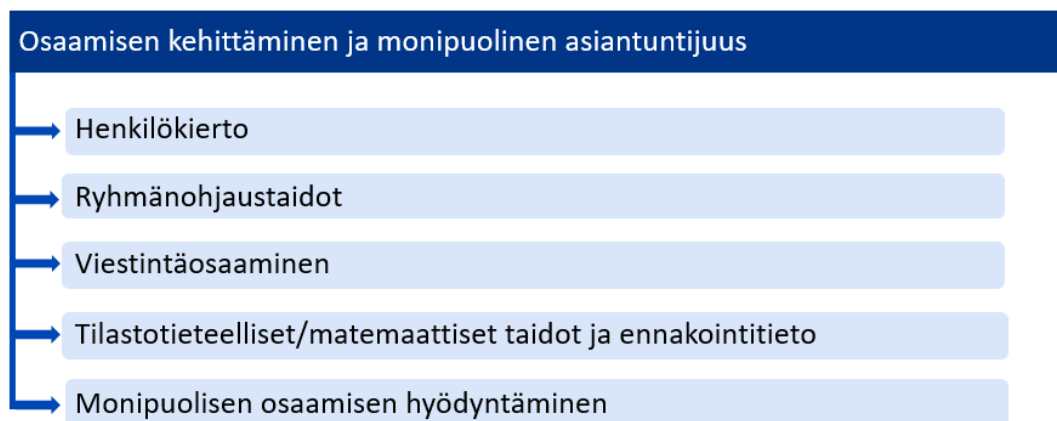 Osaamisen kehittäminen ja monipuolinen asiantuntijuus
Henkilökierto
Ryhmänohjaustaidot
Viestintäosaaminen
Tilastotieteelliset/matemaattiset taidot ja ennakointitieto
Monipuolisen osaamisen hyödyntäminen